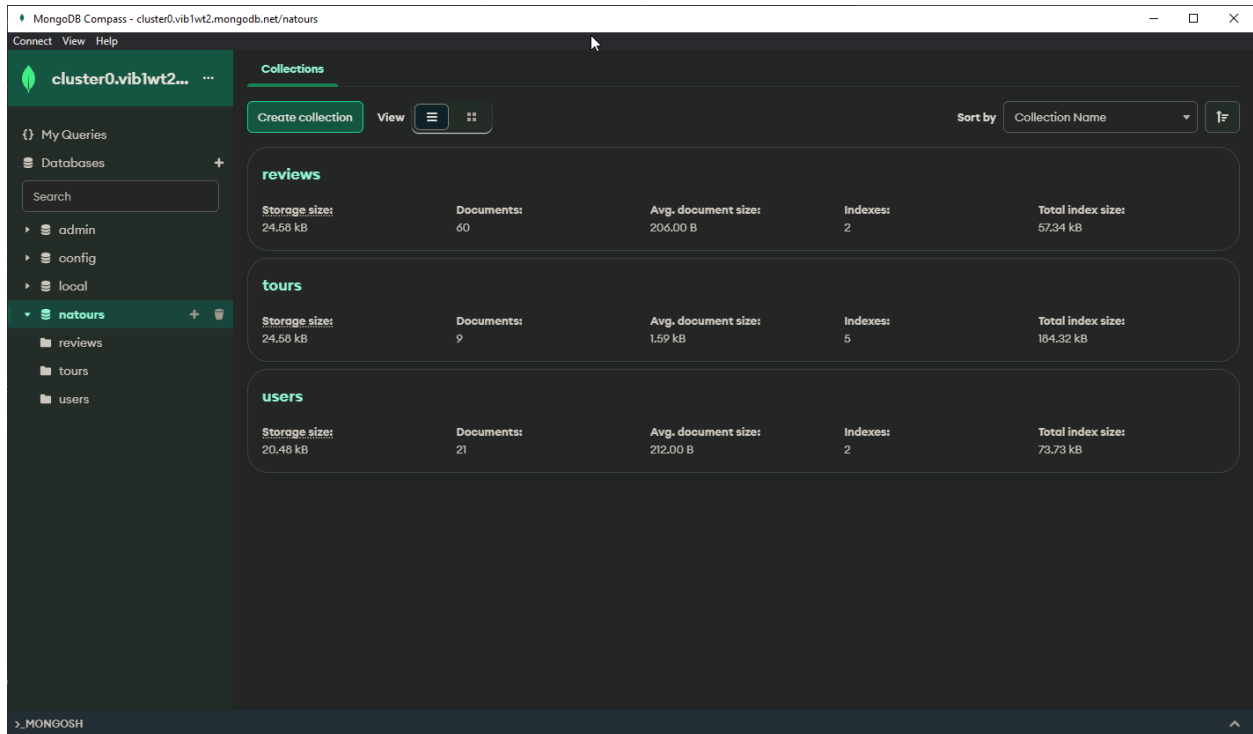 MongoDB Compass - cluster0.vib1wt2.mongodb.net/natours
Connect View Help
cluster0.vib1wt2... ...
{} My Queries
Databases
Search
admin
config
local
natours
reviews
tours
users
Collections
Create collection View
Sort by Collection Name
reviews
Storage size: Documents: Avg. document size: Indexes: Total index size:
24.58 kB 60 206.00 B 2 57.34 kB
tours
Storage size: Documents: Avg. document size: Indexes: Total index size:
24.58 kB 9 1.59 kB 5 184.32 kB
users
Storage size: Documents: Avg. document size: Indexes: Total index size:
20.48 kB 21 212.00 B 2 73.73 kB
>_MONGOSH